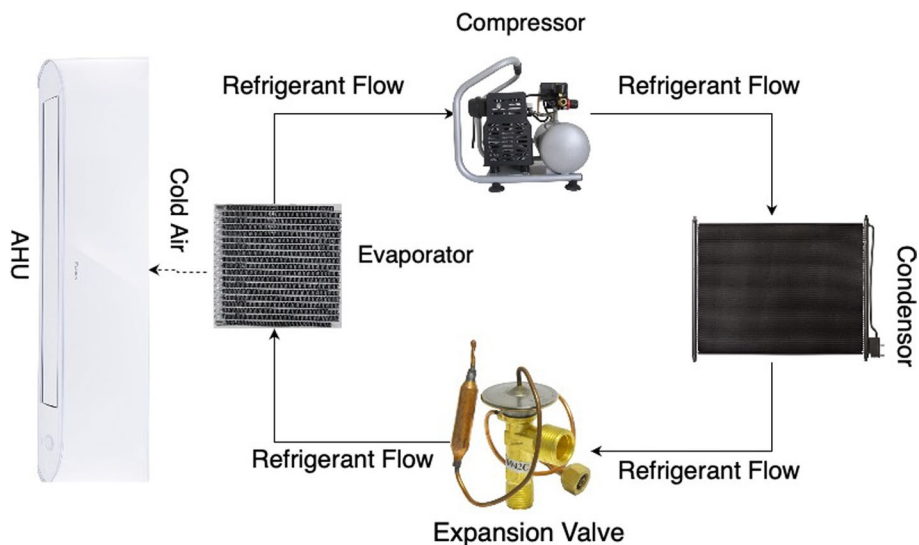 Compressor
Refrigerant Flow
Refrigerant Flow
Cold Air
AHU
Evaporator
Condensor
Refrigerant Flow
Refrigerant Flow
Expansion Valve